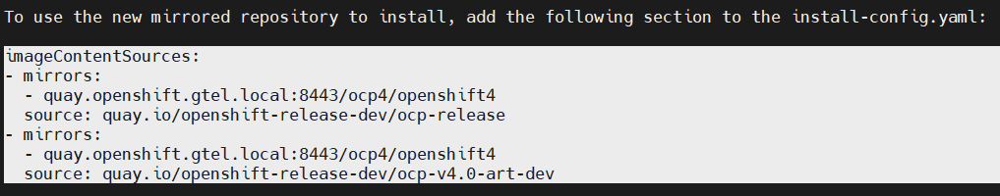 To use the new mirrored repository to install, add the following section to the install-config.yaml:
imageContentSources:
- mirrors:
  - quay.openshift.gtel.local:8443/ocp4/openshift4
  source: quay.io/openshift-release-dev/ocp-release
- mirrors:
  - quay.openshift.gtel.local:8443/ocp4/openshift4
  source: quay.io/openshift-release-dev/ocp-v4.0-art-dev